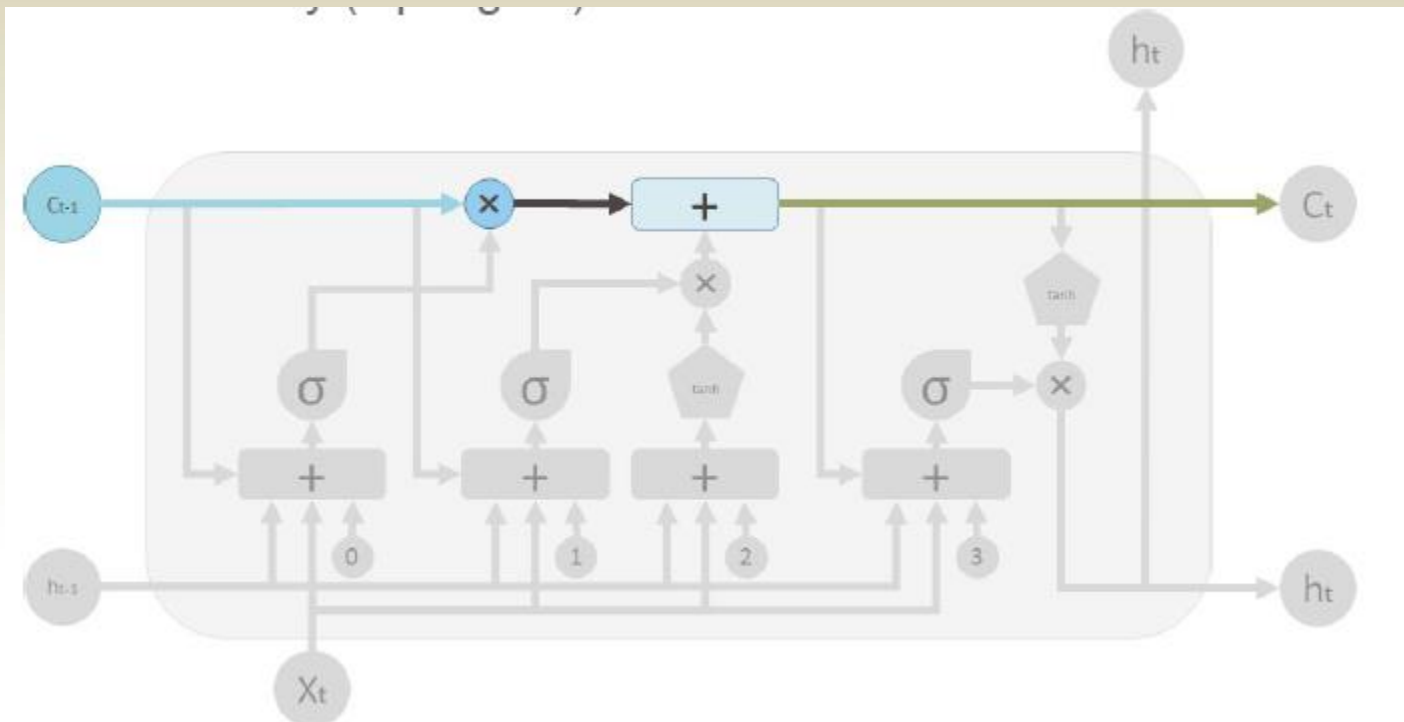 ht
Ct-1
×
+
Ct
×
tanh
σ
σ
tanh
σ
×
+
+
+
+
0
1
2
3
ht-1
ht
Xt